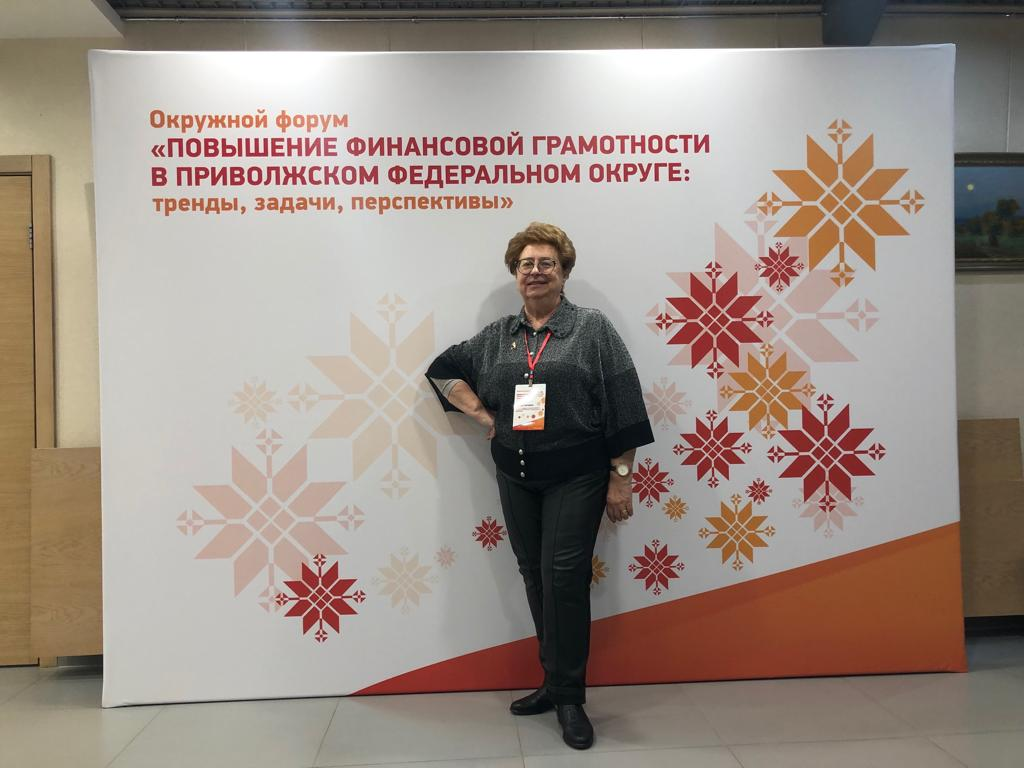 Окружной форум
«ПОВЫШЕНИЕ ФИНАНСОВОЙ ГРАМОТНОСТИ
В ПРИВОЛЖСКОМ ФЕДЕРАЛЬНОМ ОКРУГЕ:
тренды, задачи, перспективы»